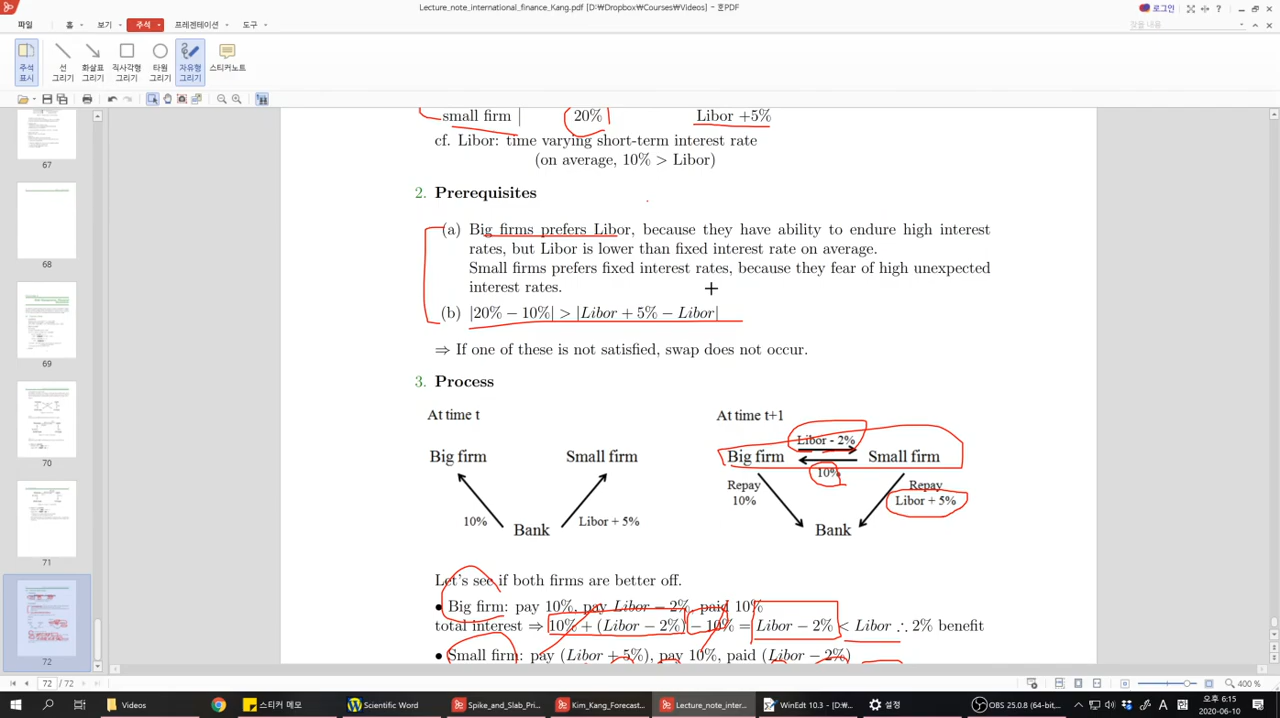 Lecture_note_international_finance_Kang.pdf [D:\Dropbox\Courses\Videos] - ㅎPDF
로그인
파일
홈
보기
주석
프레젠테이션
도구
찾을 내용
주석 표시
선 그리기
화살표 그리기
직사각형 그리기
타원 그리기
자유형 그리기
스티커노트
67
68
69
70
71
72
small firm | 20% Libor +5%
cf. Libor: time varying short-term interest rate
(on average, 10% > Libor)
2. Prerequisites
(a) Big firms prefers Libor, because they have ability to endure high interest
rates, but Libor is lower than fixed interest rate on average.
Small firms prefers fixed interest rates, because they fear of high unexpected
interest rates.
(b) |20% − 10%| > |Libor + 5% − Libor|
⇒ If one of these is not satisfied, swap does not occur.
3. Process
At time t
Big firm
Small firm
10%
Libor + 5%
Bank
At time t+1
Libor - 2%
Big firm
Small firm
10%
Repay
10%
Repay
Libor + 5%
Bank
Let's see if both firms are better off.
• Big firm: pay 10%, pay Libor − 2%, paid 10%
total interest ⇒ 10% + (Libor − 2%) − 10% = Libor − 2% < Libor ∴ 2% benefit
• Small firm: pay (Libor + 5%), pay 10%, paid (Libor − 2%)
72 / 72
400 %
Videos
스티커 메모
Scientific Word
Spike_and_Slab_Pri...
Kim_Kang_Forecast...
Lecture_note_inter...
WinEdt 10.3 - [D:\...
설정
OBS 25.0.8 (64-bit,...
A
한
오후 6:15
2020-06-10